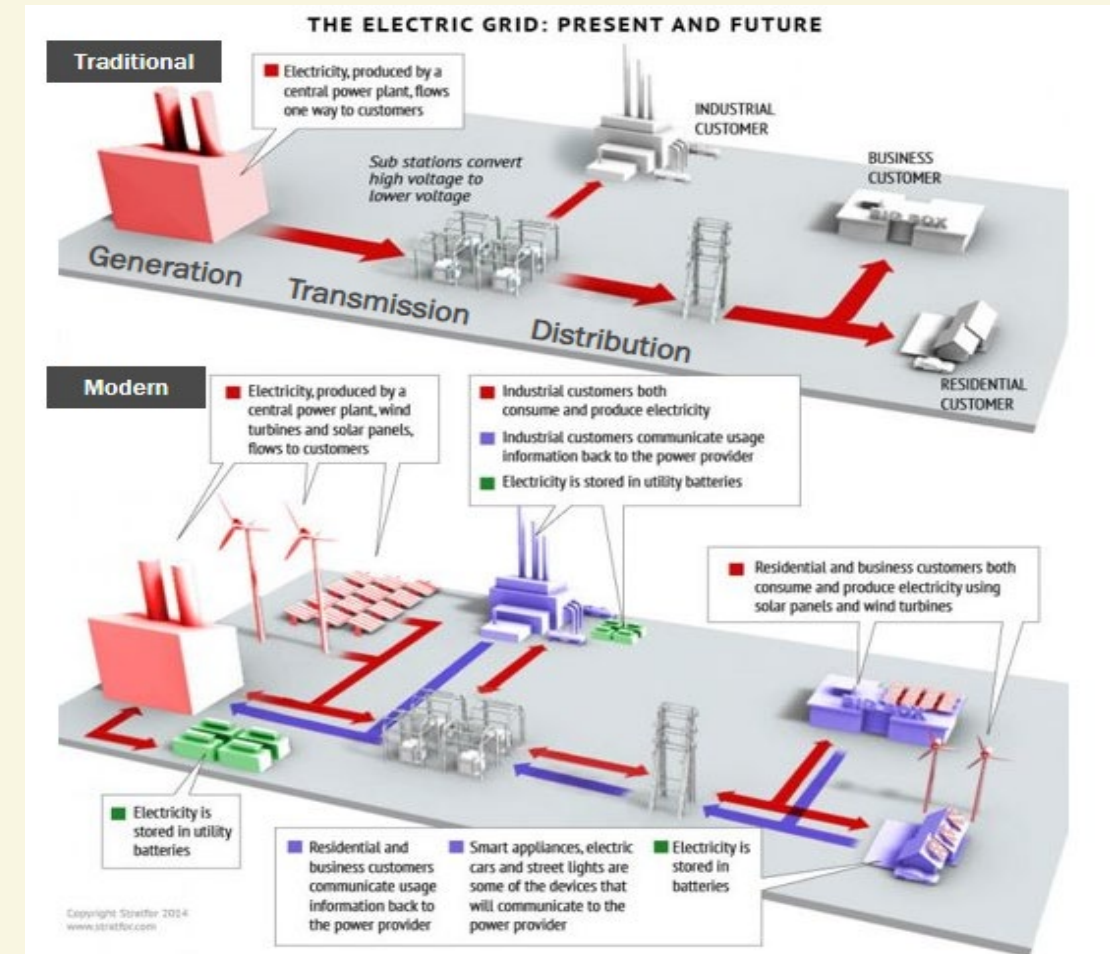 THE ELECTRIC GRID: PRESENT AND FUTURE
Traditional
Electricity, produced by a
central power plant, flows
one way to customers
Sub stations convert
high voltage to
lower voltage
INDUSTRIAL
CUSTOMER
BUSINESS
CUSTOMER
BIG BOX
Generation
Transmission
Distribution
RESIDENTIAL
CUSTOMER
Modern
Electricity, produced by a
central power plant, wind
turbines and solar panels,
flows to customers
Industrial customers both
consume and produce electricity
Industrial customers communicate usage
information back to the power provider
Electricity is stored in utility batteries
Residential and business customers both
consume and produce electricity using
solar panels and wind turbines
BIG BOX
Electricity is
stored in utility
batteries
Residential and
business customers
communicate usage
information back to
the power provider
Smart appliances, electric
cars and street lights are
some of the devices that
will communicate to the
power provider
Electricity is
stored in
batteries
Copyright Stratfor 2014
www.stratfor.com